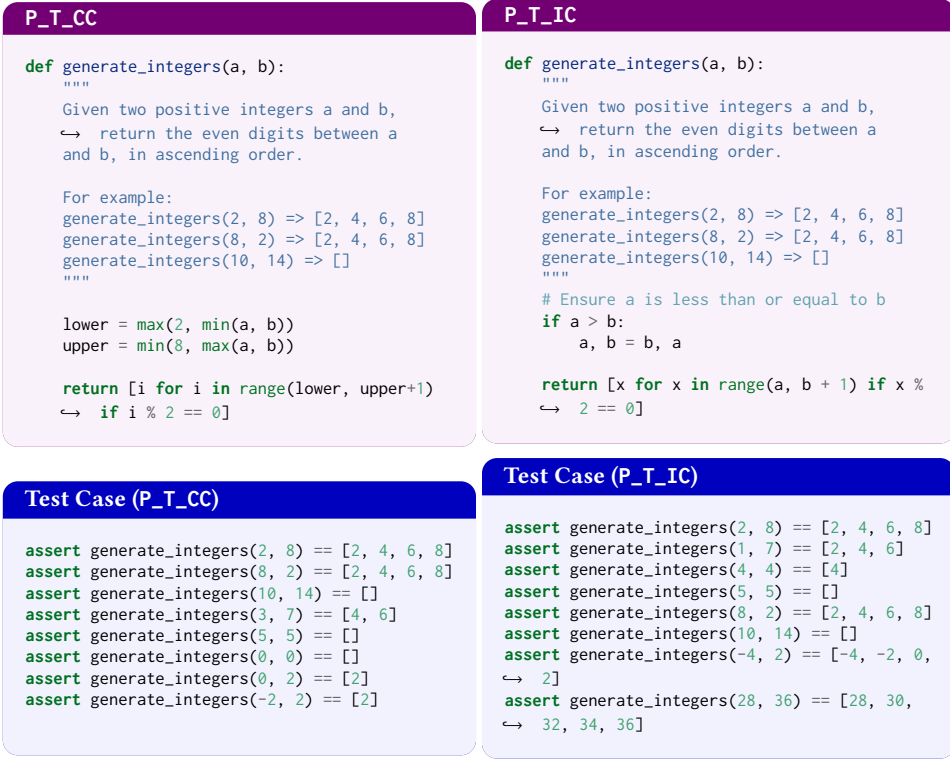 P_T_CC
def generate_integers(a, b):
    """
    Given two positive integers a and b,
    ↪  return the even digits between a
    and b, in ascending order.

    For example:
    generate_integers(2, 8) => [2, 4, 6, 8]
    generate_integers(8, 2) => [2, 4, 6, 8]
    generate_integers(10, 14) => []
    """

    lower = max(2, min(a, b))
    upper = min(8, max(a, b))

    return [i for i in range(lower, upper+1)
    ↪  if i % 2 == 0]
P_T_IC
def generate_integers(a, b):
    """
    Given two positive integers a and b,
    ↪  return the even digits between a
    and b, in ascending order.

    For example:
    generate_integers(2, 8) => [2, 4, 6, 8]
    generate_integers(8, 2) => [2, 4, 6, 8]
    generate_integers(10, 14) => []
    """
    # Ensure a is less than or equal to b
    if a > b:
        a, b = b, a

    return [x for x in range(a, b + 1) if x %
    ↪  2 == 0]
Test Case (P_T_CC)
assert generate_integers(2, 8) == [2, 4, 6, 8]
assert generate_integers(8, 2) == [2, 4, 6, 8]
assert generate_integers(10, 14) == []
assert generate_integers(3, 7) == [4, 6]
assert generate_integers(5, 5) == []
assert generate_integers(0, 0) == []
assert generate_integers(0, 2) == [2]
assert generate_integers(-2, 2) == [2]
Test Case (P_T_IC)
assert generate_integers(2, 8) == [2, 4, 6, 8]
assert generate_integers(1, 7) == [2, 4, 6]
assert generate_integers(4, 4) == [4]
assert generate_integers(5, 5) == []
assert generate_integers(8, 2) == [2, 4, 6, 8]
assert generate_integers(10, 14) == []
assert generate_integers(-4, 2) == [-4, -2, 0,
↪  2]
assert generate_integers(28, 36) == [28, 30,
↪  32, 34, 36]